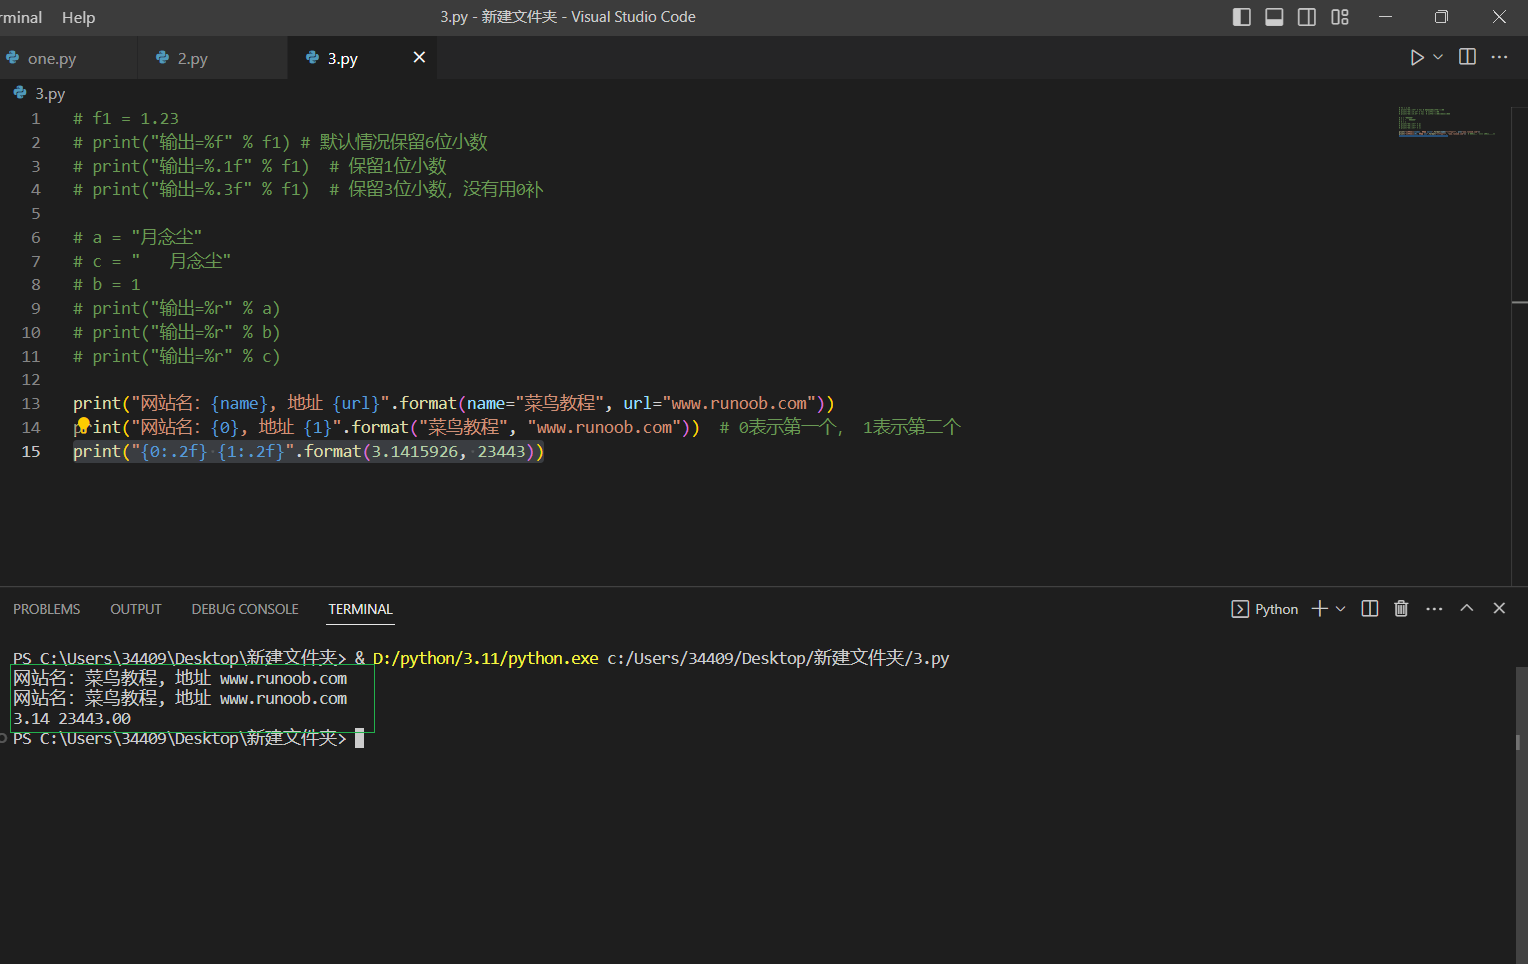 rminal Help 3.py - 新建文件夹 - Visual Studio Code
one.py 2.py 3.py
3.py
1 # f1 = 1.23
2 # print("输出=%f" % f1) # 默认情况保留6位小数
3 # print("输出=%.1f" % f1)  # 保留1位小数
4 # print("输出=%.3f" % f1)  # 保留3位小数，没有用0补
5
6 # a = "月念尘"
7 # c = "   月念尘"
8 # b = 1
9 # print("输出=%r" % a)
10 # print("输出=%r" % b)
11 # print("输出=%r" % c)
12
13 print("网站名：{name}, 地址 {url}".format(name="菜鸟教程", url="www.runoob.com"))
14 print("网站名：{0}, 地址 {1}".format("菜鸟教程", "www.runoob.com"))  # 0表示第一个， 1表示第二个
15 print("{0:.2f} {1:.2f}".format(3.1415926, 23443))
PROBLEMS OUTPUT DEBUG CONSOLE TERMINAL Python
PS C:\Users\34409\Desktop\新建文件夹> & D:/python/3.11/python.exe c:/Users/34409/Desktop/新建文件夹/3.py
网站名：菜鸟教程, 地址 www.runoob.com
网站名：菜鸟教程, 地址 www.runoob.com
3.14 23443.00
PS C:\Users\34409\Desktop\新建文件夹>